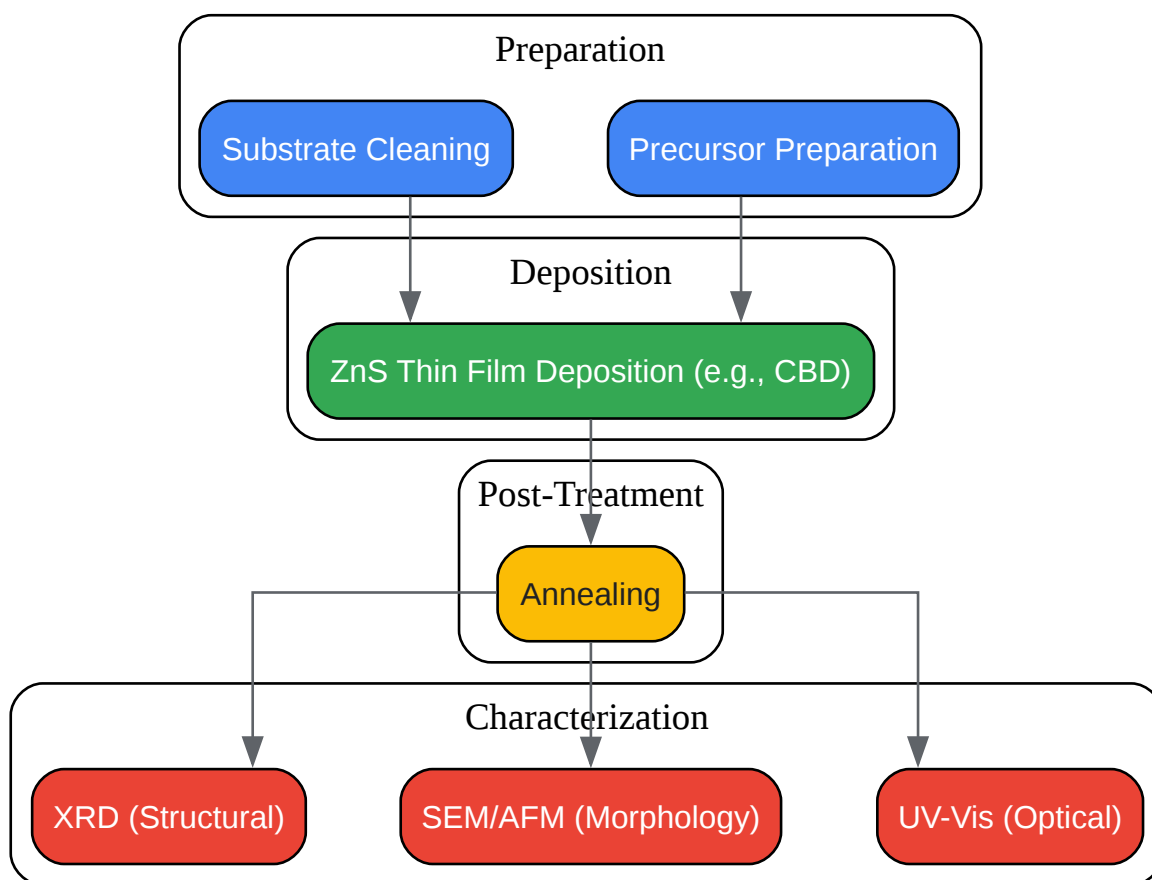 Preparation
Substrate Cleaning
Precursor Preparation
Deposition
ZnS Thin Film Deposition (e.g., CBD)
Post-Treatment
Annealing
Characterization
XRD (Structural)
SEM/AFM (Morphology)
UV-Vis (Optical)